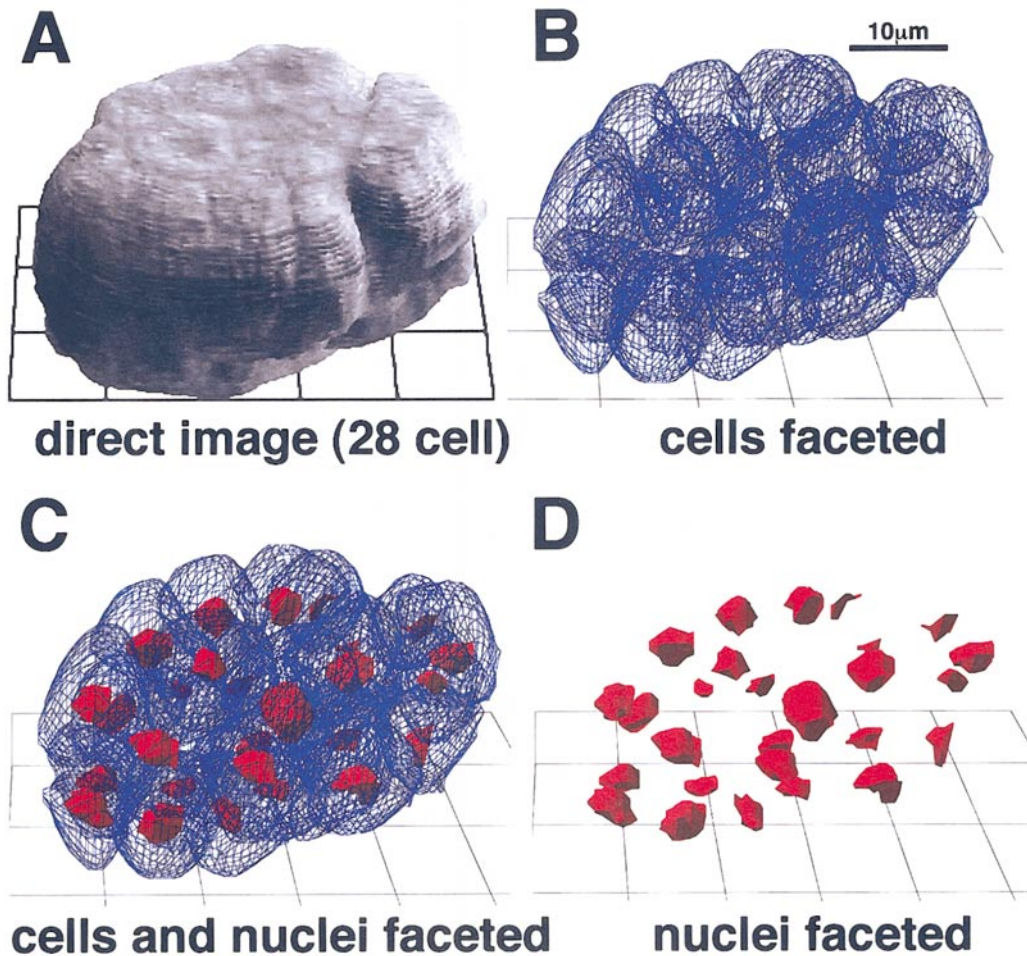 A
B
10μm
direct image (28 cell)
cells faceted
C
D
cells and nuclei faceted
nuclei faceted